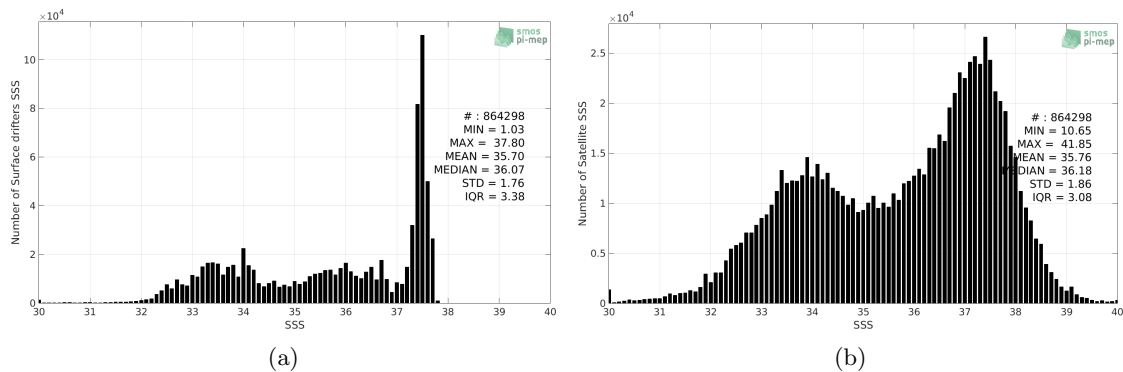 ×10⁴
smos
pi-mep
10
8
6
4
2
0
Number of Surface drifters SSS
# : 864298
MIN = 1.03
MAX = 37.80
MEAN = 35.70
MEDIAN = 36.07
STD = 1.76
IQR = 3.38
30 31 32 33 34 35 36 37 38 39 40
SSS
(a)
×10⁴
smos
pi-mep
2.5
2
1.5
1
0.5
0
Number of Satellite SSS
# : 864298
MIN = 10.65
MAX = 41.85
MEAN = 35.76
MEDIAN = 36.18
STD = 1.86
IQR = 3.08
30 31 32 33 34 35 36 37 38 39 40
SSS
(b)